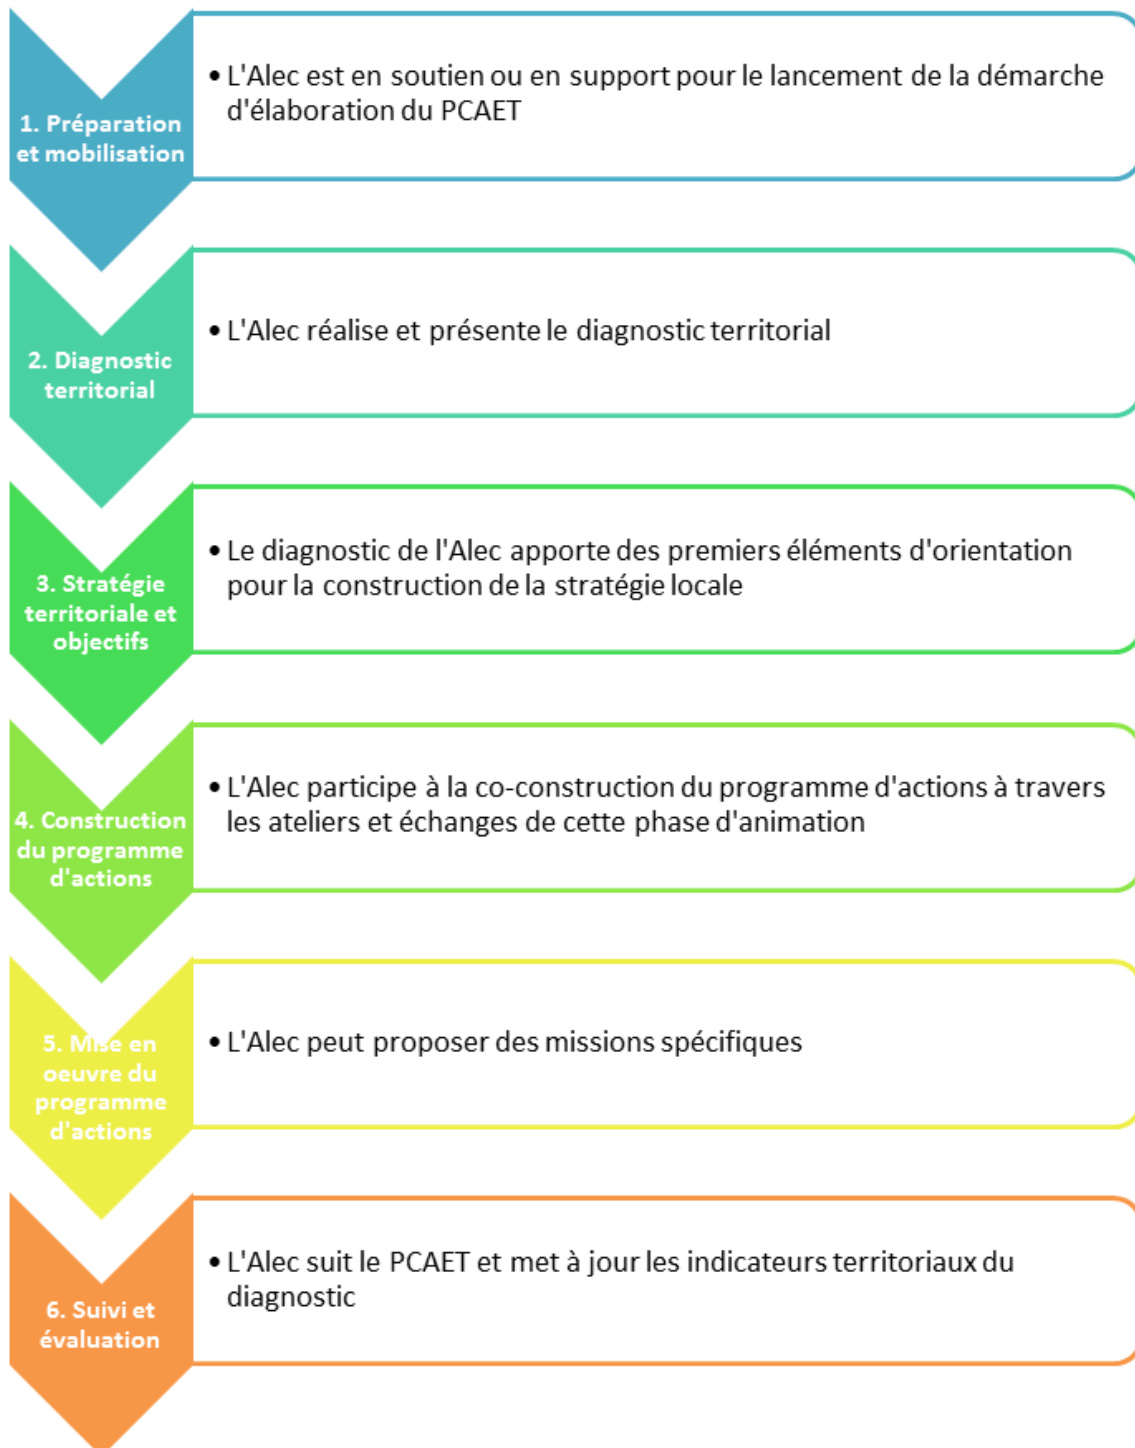 1. Préparation
et mobilisation
• L'Alec est en soutien ou en support pour le lancement de la démarche
d'élaboration du PCAET
2. Diagnostic
territorial
• L'Alec réalise et présente le diagnostic territorial
3. Stratégie
territoriale et
objectifs
• Le diagnostic de l'Alec apporte des premiers éléments d'orientation
pour la construction de la stratégie locale
4. Construction
du programme
d'actions
• L'Alec participe à la co-construction du programme d'actions à travers
les ateliers et échanges de cette phase d'animation
5. Mise en
oeuvre du
programme
d'actions
• L'Alec peut proposer des missions spécifiques
6. Suivi et
évaluation
• L'Alec suit le PCAET et met à jour les indicateurs territoriaux du
diagnostic